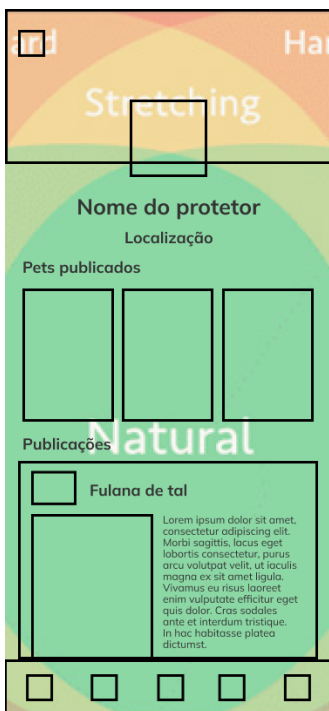 ard
Har
Stretching
Nome do protetor
Localização
Pets publicados
Natural
Publicações
Fulana de tal
Lorem ipsum dolor sit amet,
consectetur adipiscing elit.
Morbi sagittis, lacus eget
lobortis consectetur, purus
arcu volutpat velit, ut iaculis
magna ex sit amet ligula.
Vivamus eu risus laoreet
enim vulputate efficitur eget
quis dolor. Cras sodales
ante et interdum tristique.
In hac habitasse platea
dictumst.